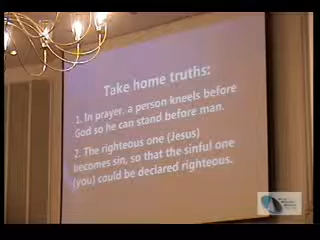 Take home truths:
1. In prayer, a person kneels before
God so he can stand before man.
2. The righteous one (Jesus)
becomes sin, so that the sinful one
(you) could be declared righteous.